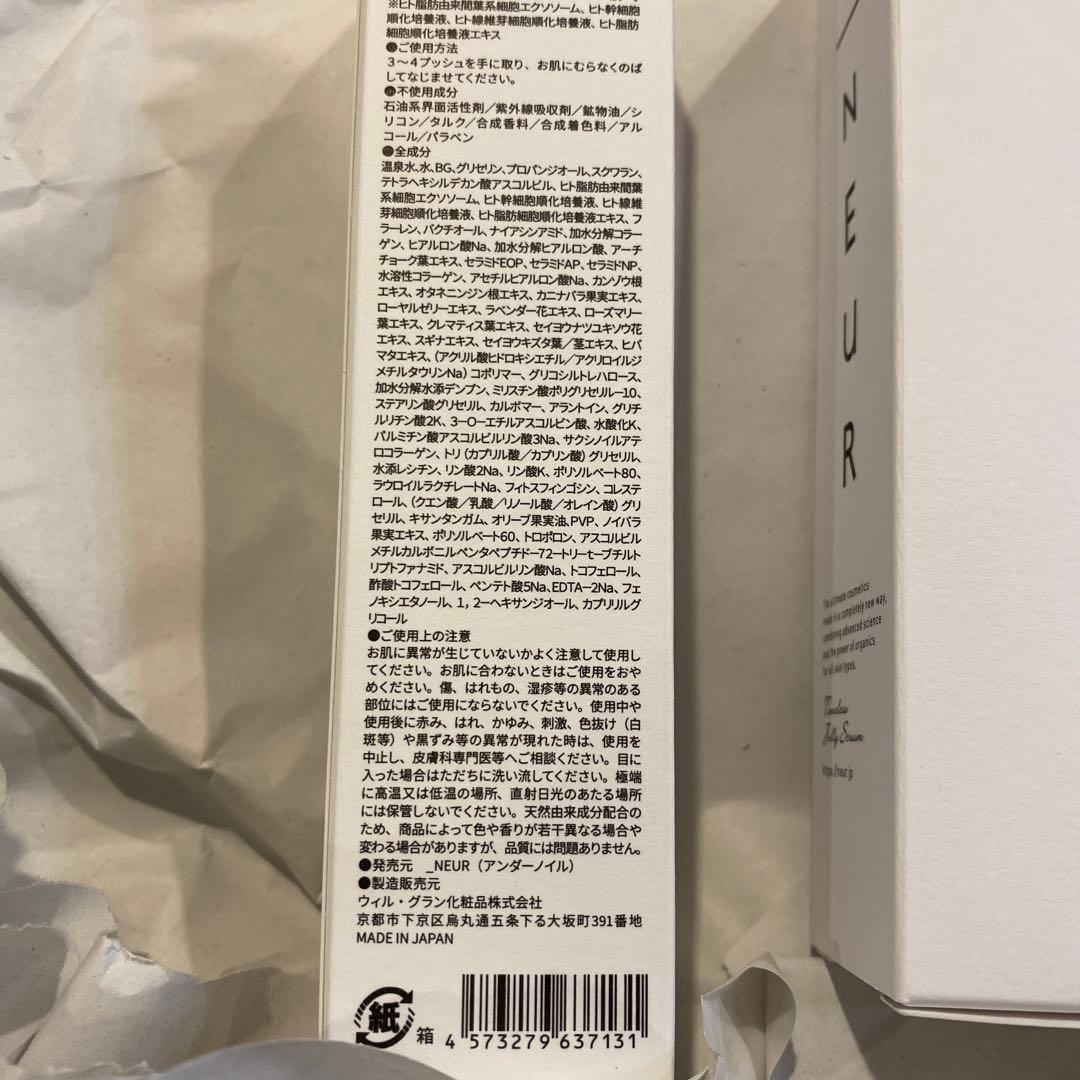 ※ヒト脂肪由来間葉系細胞エクソソーム、ヒト幹細胞
順化培養液、ヒト線維芽細胞順化培養液、ヒト脂肪
細胞順化培養液エキス
●ご使用方法
3〜4プッシュを手に取り、お肌にむらなくのば
してなじませてください。
●不使用成分
石油系界面活性剤/紫外線吸収剤/鉱物油/シ
リコン/タルク/合成香料/合成着色料/アル
コール/パラベン
●全成分
温泉水、水、BG、グリセリン、プロパンジオール、スクワラン、
テトラヘキシルデカン酸アスコルビル、ヒト脂肪由来間葉
系細胞エクソソーム、ヒト幹細胞順化培養液、ヒト線維
芽細胞順化培養液、ヒト脂肪細胞順化培養液エキス、フ
ラーレン、バクチオール、ナイアシンアミド、加水分解コラー
ゲン、ヒアルロン酸Na、加水分解ヒアルロン酸、アーチ
チョーク葉エキス、セラミドEOP、セラミドAP、セラミドNP、
水溶性コラーゲン、アセチルヒアルロン酸Na、カンゾウ根
エキス、オタネニンジン根エキス、カニナバラ果実エキス、
ローヤルゼリーエキス、ラベンダー花エキス、ローズマリー
葉エキス、クレマティス葉エキス、セイヨウナツユキソウ花
エキス、スギナエキス、セイヨウキズタ葉/茎エキス、ヒバ
マタエキス、(アクリル酸ヒドロキシエチル/アクリロイルジ
メチルタウリンNa)コポリマー、グリコシルトレハロース、
加水分解水添デンプン、ミリスチン酸ポリグリセリル-10、
ステアリン酸グリセリル、カルボマー、アラントイン、グリチ
ルリチン酸2K、3-O-エチルアスコルビン酸、水酸化K、
パルミチン酸アスコルビルリン酸3Na、サクシノイルアテ
ロコラーゲン、トリ(カプリル酸/カプリン酸)グリセリル、
水添レシチン、リン酸2Na、リン酸K、ポリソルベート80、
ラウロイルラクチレートNa、フィトスフィンゴシン、コレステ
ロール、(クエン酸/乳酸/リノール酸/オレイン酸)グリ
セリル、キサンタンガム、オリーブ果実油、PVP、ノイバラ
果実エキス、ポリソルベート60、トロポロン、アスコルビル
メチルカルボニルペンタペプチド-72-トリーセーブチルト
リプトファナミド、アスコルビルリン酸Na、トコフェロール、
酢酸トコフェロール、ペンテト酸5Na、EDTA-2Na、フェ
ノキシエタノール、1,2-ヘキサンジオール、カプリリルグ
リコール
●ご使用上の注意
お肌に異常が生じていないかよく注意して使用し
てください。お肌に合わないときはご使用をおや
めください。傷、はれもの、湿疹等の異常のある
部位にはご使用にならないでください。使用中や
使用後に赤み、はれ、かゆみ、刺激、色抜け(白
斑等)や黒ずみ等の異常が現れた時は、使用を
中止し、皮膚科専門医等へご相談ください。目に
入った場合はただちに洗い流してください。極端
に高温又は低温の場所、直射日光のあたる場所
には保管しないでください。天然由来成分配合の
ため、商品によって色や香りが若干異なる場合や
変わる場合がありますが、品質には問題ありません。
●発売元 _NEUR(アンダーノイル)
●製造販売元
ウィル・グラン化粧品株式会社
京都市下京区烏丸通五条下る大坂町391番地
MADE IN JAPAN
紙
箱
4 573279 637131
/NEUR
The ultimate cosmetics
made in a completely new way,
combining advanced science
and the power of organics
for all skin types.
Timeless
Jelly Serum
https://neur.jp